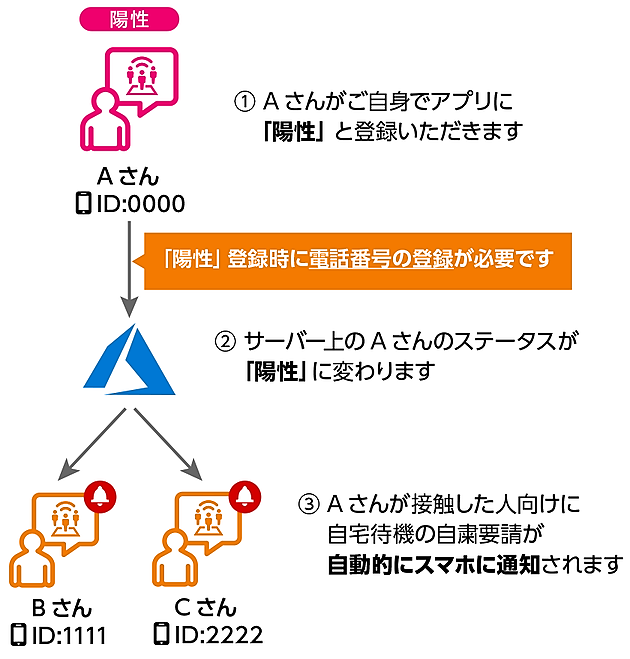 陽性
① Aさんがご自身でアプリに
「陽性」と登録いただきます
Aさん
ID:0000
「陽性」登録時に電話番号の登録が必要です
② サーバー上のAさんのステータスが
「陽性」に変わります
③ Aさんが接触した人向けに
自宅待機の自粛要請が
自動的にスマホに通知されます
Bさん
ID:1111
Cさん
ID:2222